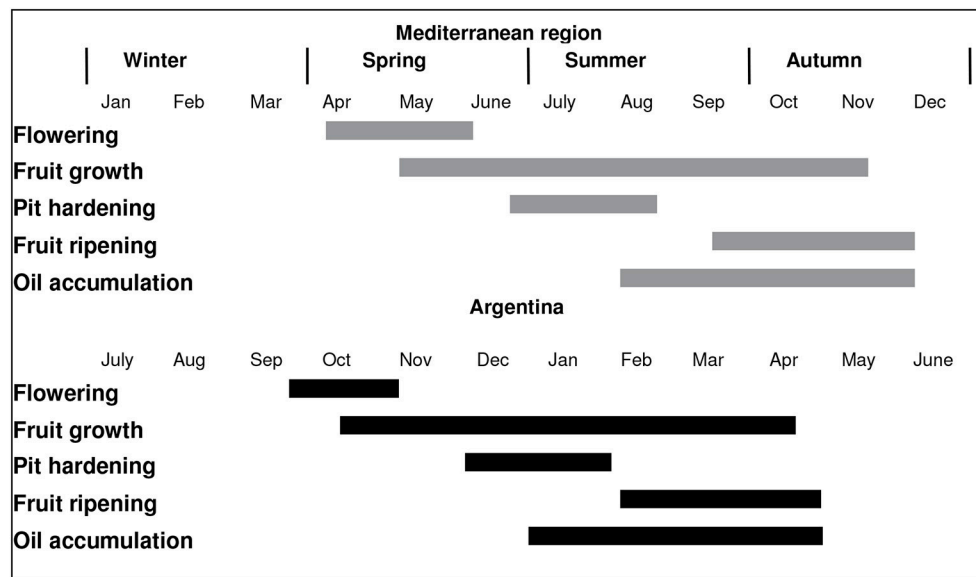 Mediterranean region
Winter Spring Summer Autumn
Jan Feb Mar Apr May June July Aug Sep Oct Nov Dec
Flowering
Fruit growth
Pit hardening
Fruit ripening
Oil accumulation
Argentina
July Aug Sep Oct Nov Dec Jan Feb Mar Apr May June
Flowering
Fruit growth
Pit hardening
Fruit ripening
Oil accumulation